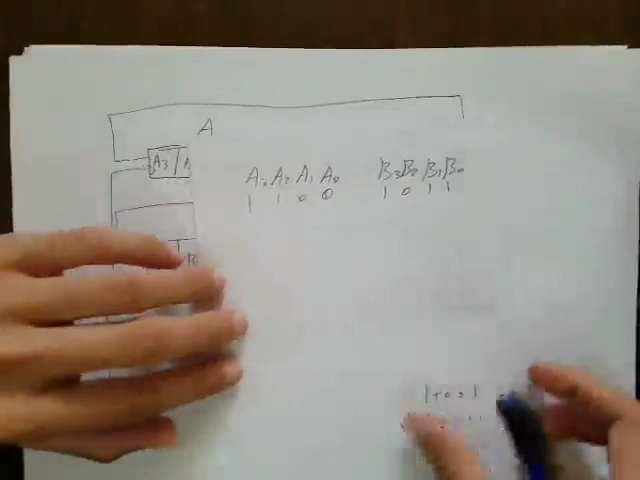 A
A₃ A
A₃ A₂ A₁ A₀ B₃ B₂ B₁ B₀
1 1 0 0 1 0 1 1
B